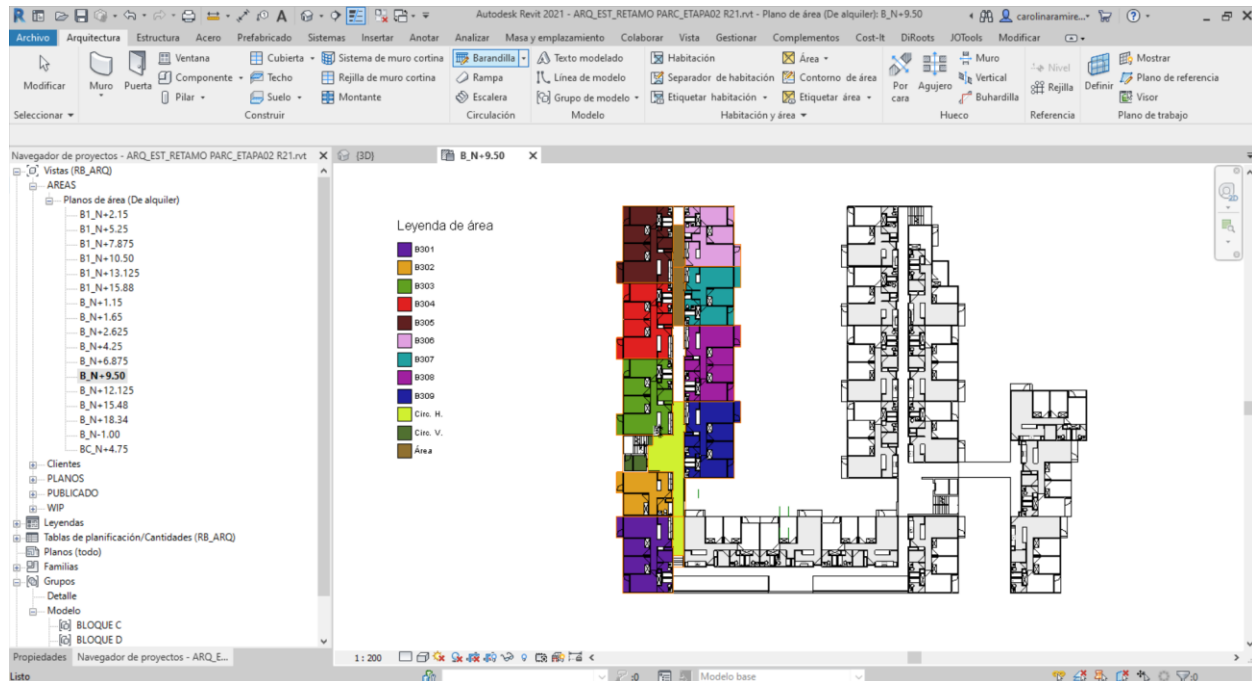 Autodesk Revit 2021 - ARQ_EST_RETAMO PARC_ETAPA02 R21.rvt - Plano de área (De alquiler): B_N+9.50
carolinaramire...
Archivo Arquitectura Estructura Acero Prefabricado Sistemas Insertar Anotar Analizar Masa y emplazamiento Colaborar Vista Gestionar Complementos Cost-It DiRoots JOTools Modificar
Modificar
Muro
Puerta
Ventana
Componente
Pilar
Cubierta
Techo
Suelo
Sistema de muro cortina
Rejilla de muro cortina
Montante
Barandilla
Rampa
Escalera
Texto modelado
Línea de modelo
Grupo de modelo
Habitación
Separador de habitación
Etiquetar habitación
Área
Contorno de área
Etiquetar área
Por cara
Agujero
Muro
Vertical
Buhardilla
Nivel
Rejilla
Definir
Mostrar
Plano de referencia
Visor
Seleccionar
Construir
Circulación
Modelo
Habitación y área
Hueco
Referencia
Plano de trabajo
Navegador de proyectos - ARQ_EST_RETAMO PARC_ETAPA02 R21.rvt
{3D}
B_N+9.50
Vistas (RB_ARQ)
AREAS
Planos de área (De alquiler)
B1_N+2.15
B1_N+5.25
B1_N+7.875
B1_N+10.50
B1_N+13.125
B1_N+15.88
B_N+1.15
B_N+1.65
B_N+2.625
B_N+4.25
B_N+6.875
B_N+9.50
B_N+12.125
B_N+15.48
B_N+18.34
B_N-1.00
BC_N+4.75
Clientes
PLANOS
PUBLICADO
WIP
Leyendas
Tablas de planificación/Cantidades (RB_ARQ)
Planos (todo)
Familias
Grupos
Detalle
Modelo
BLOQUE C
BLOQUE D
Leyenda de área
B301
B302
B303
B304
B305
B306
B307
B308
B309
Circ. H.
Circ. V.
Área
Propiedades
Navegador de proyectos - ARQ_E...
1 : 200
Listo
:0
Modelo base
:0